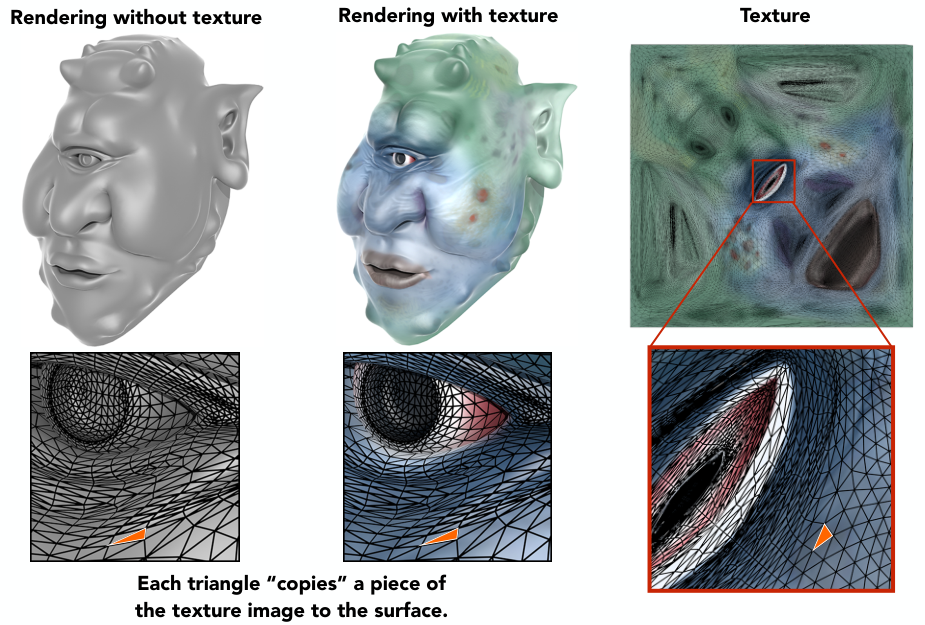 Rendering without texture
Rendering with texture
Texture
Each triangle “copies” a piece of
the texture image to the surface.